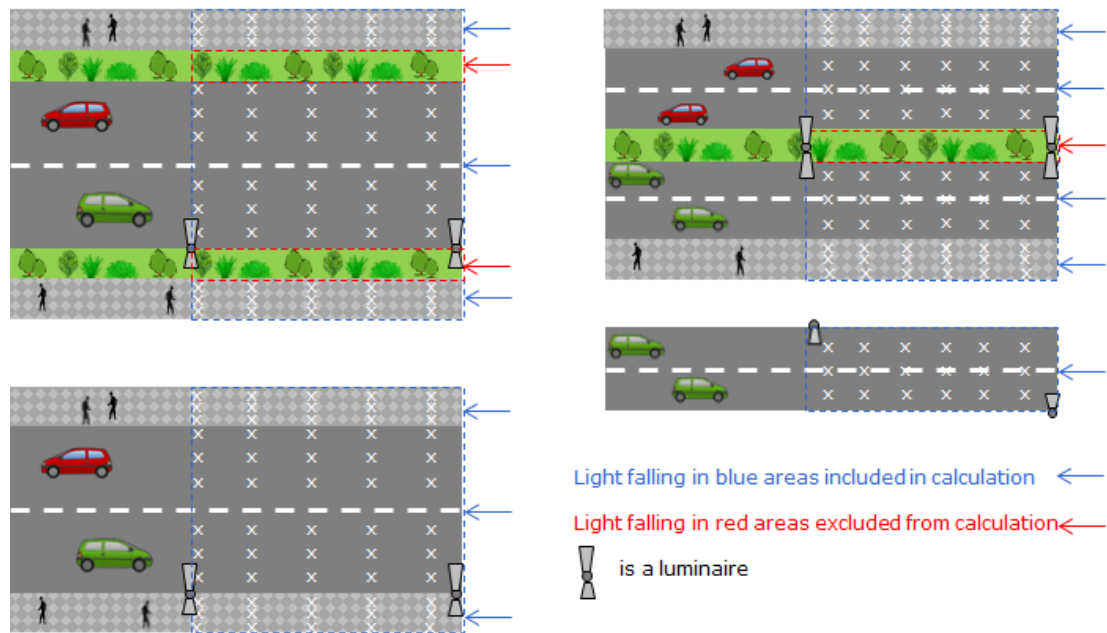 Light falling in blue areas included in calculation
Light falling in red areas excluded from calculation
is a luminaire